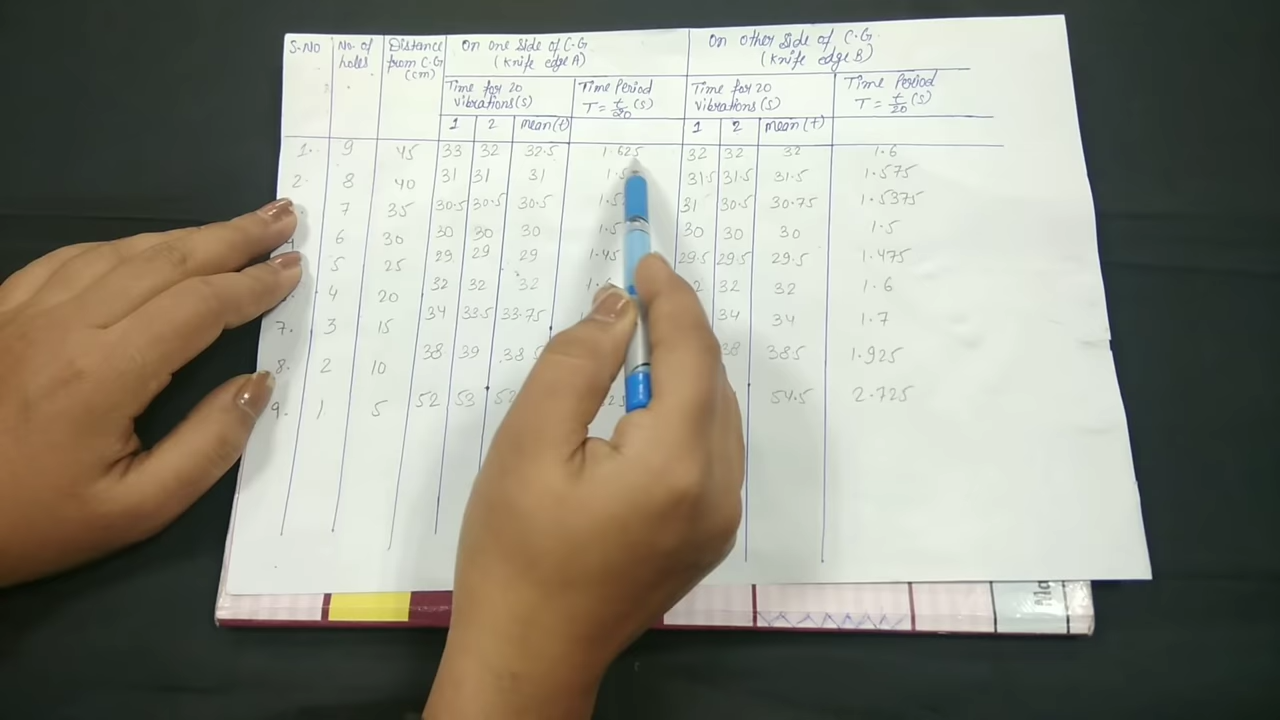 S.No No. of holes Distance from C.G (cm) On one side of C.G (Knife edge A) On other side of C.G (Knife edge B)
Time for 20 vibrations(s) Time Period T = t/20 (s) Time for 20 vibrations(s) Time Period T = t/20 (s)
1 2 mean(t) 1 2 mean(t)
1. 9 45 33 32 32.5 1.625 32 32 32 1.6
2. 8 40 31 31 31 31.5 31.5 31.5 1.575
7 35 30.5 30.5 30.5 31 30.5 30.75 1.5375
6 30 30 30 30 1.5 30 30 30 1.5
5 25 29 29 29 1.45 29.5 29.5 29.5 1.475
4 20 32 32 32 32 32 1.6
7. 3 15 34 33.5 33.75 34 34 1.7
8. 2 10 38 39 38 385 1.925
9. 1 5 52 53 54.5 2.725
Ma